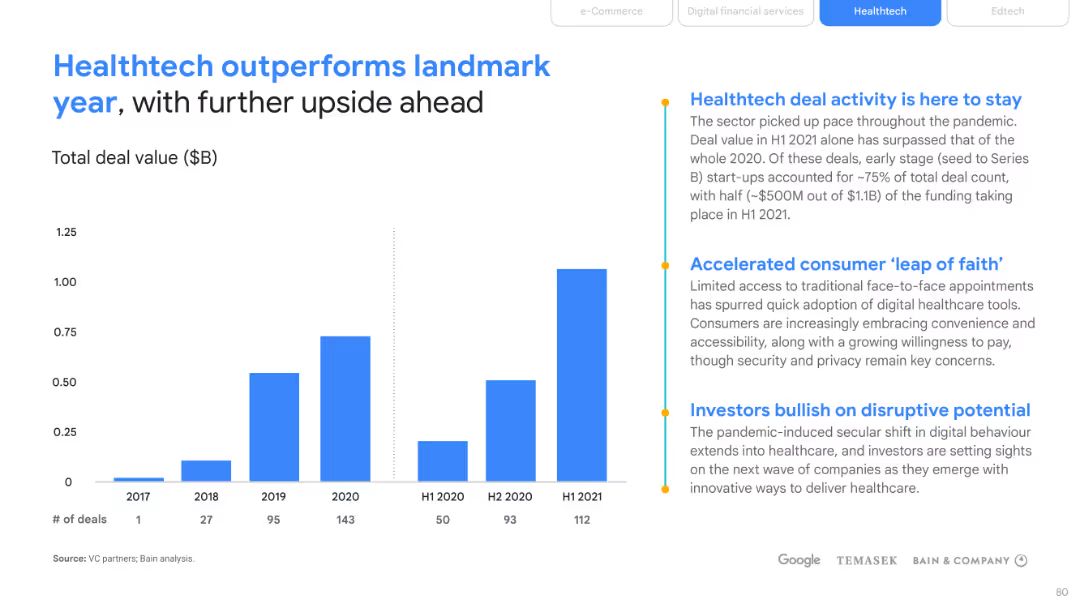 e-Commerce
Digital financial services
Healthtech
Edtech
Healthtech outperforms landmark
year, with further upside ahead
Total deal value ($B)
1.25
1.00
0.75
0.50
0.25
0
2017 2018 2019 2020 H1 2020 H2 2020 H1 2021
# of deals 1 27 95 143 50 93 112
Healthtech deal activity is here to stay
The sector picked up pace throughout the pandemic.
Deal value in H1 2021 alone has surpassed that of the
whole 2020. Of these deals, early stage (seed to Series
B) start-ups accounted for ~75% of total deal count,
with half (~$500M out of $1.1B) of the funding taking
place in H1 2021.
Accelerated consumer ‘leap of faith’
Limited access to traditional face-to-face appointments
has spurred quick adoption of digital healthcare tools.
Consumers are increasingly embracing convenience and
accessibility, along with a growing willingness to pay,
though security and privacy remain key concerns.
Investors bullish on disruptive potential
The pandemic-induced secular shift in digital behaviour
extends into healthcare, and investors are setting sights
on the next wave of companies as they emerge with
innovative ways to deliver healthcare.
Source: VC partners; Bain analysis.
Google TEMASEK BAIN & COMPANY
80